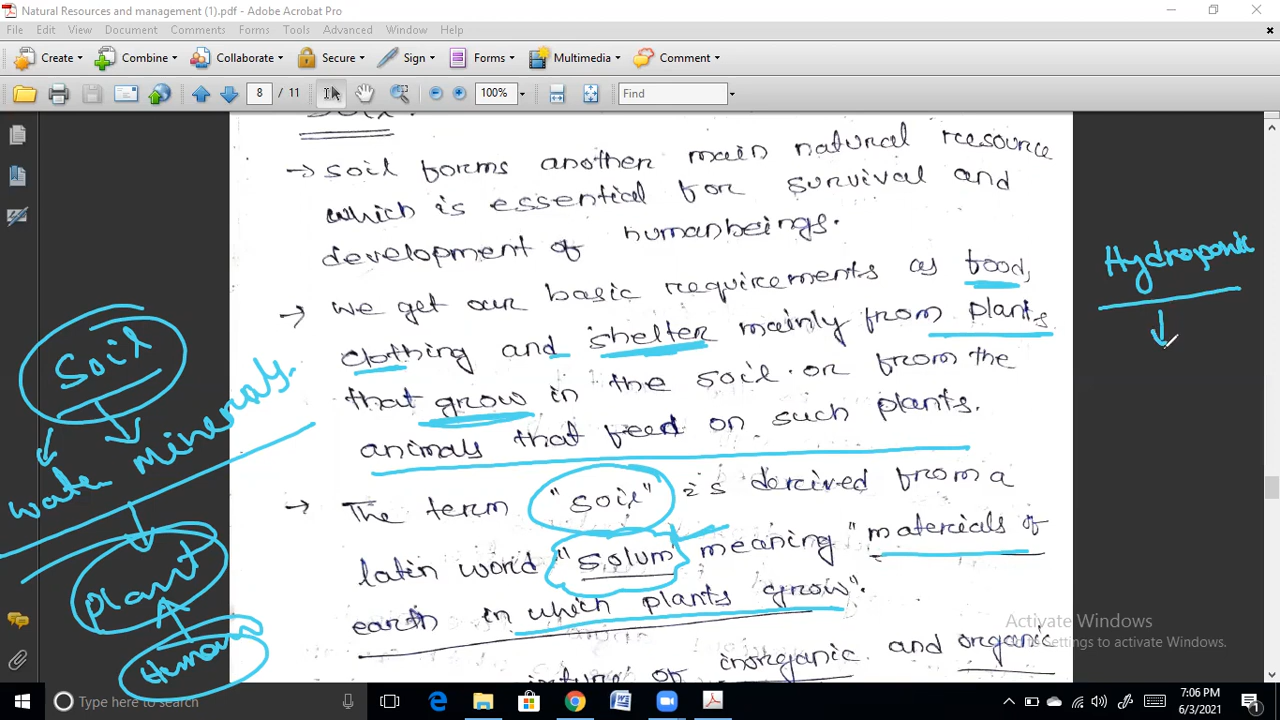 Natural Resources and management (1).pdf - Adobe Acrobat Pro
File Edit View Document Comments Forms Tools Advanced Window Help
Create Combine Collaborate Secure Sign Forms Multimedia Comment
8 / 11 100% Find
Soil:
→ Soil forms another main natural resource
which is essential for survival and
development of humanbeings.
→ we get our basic requirements as food,
clothing and shelter mainly from plants
that grow in the soil. or from the
animals that feed on such plants.
→ The term "soil" is derived from a
latin world "solum" meaning "materials of
earth in which plants grow".
inorganic and organic
Soil
water minerals.
plant
Human
Hydroponic
Activate Windows
Settings to activate Windows.
Type here to search
7:06 PM
6/3/2021